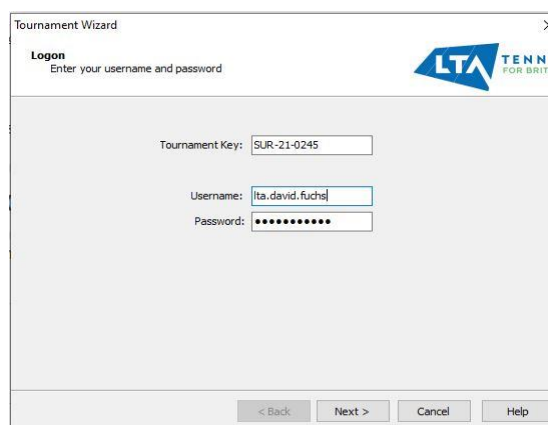 Tournament Wizard
Logon
Enter your username and password
LTA
TENN
FOR BRIT
Tournament Key: SUR-21-0245
Username: lta.david.fuchs
Password: •••••••••••
< Back Next > Cancel Help